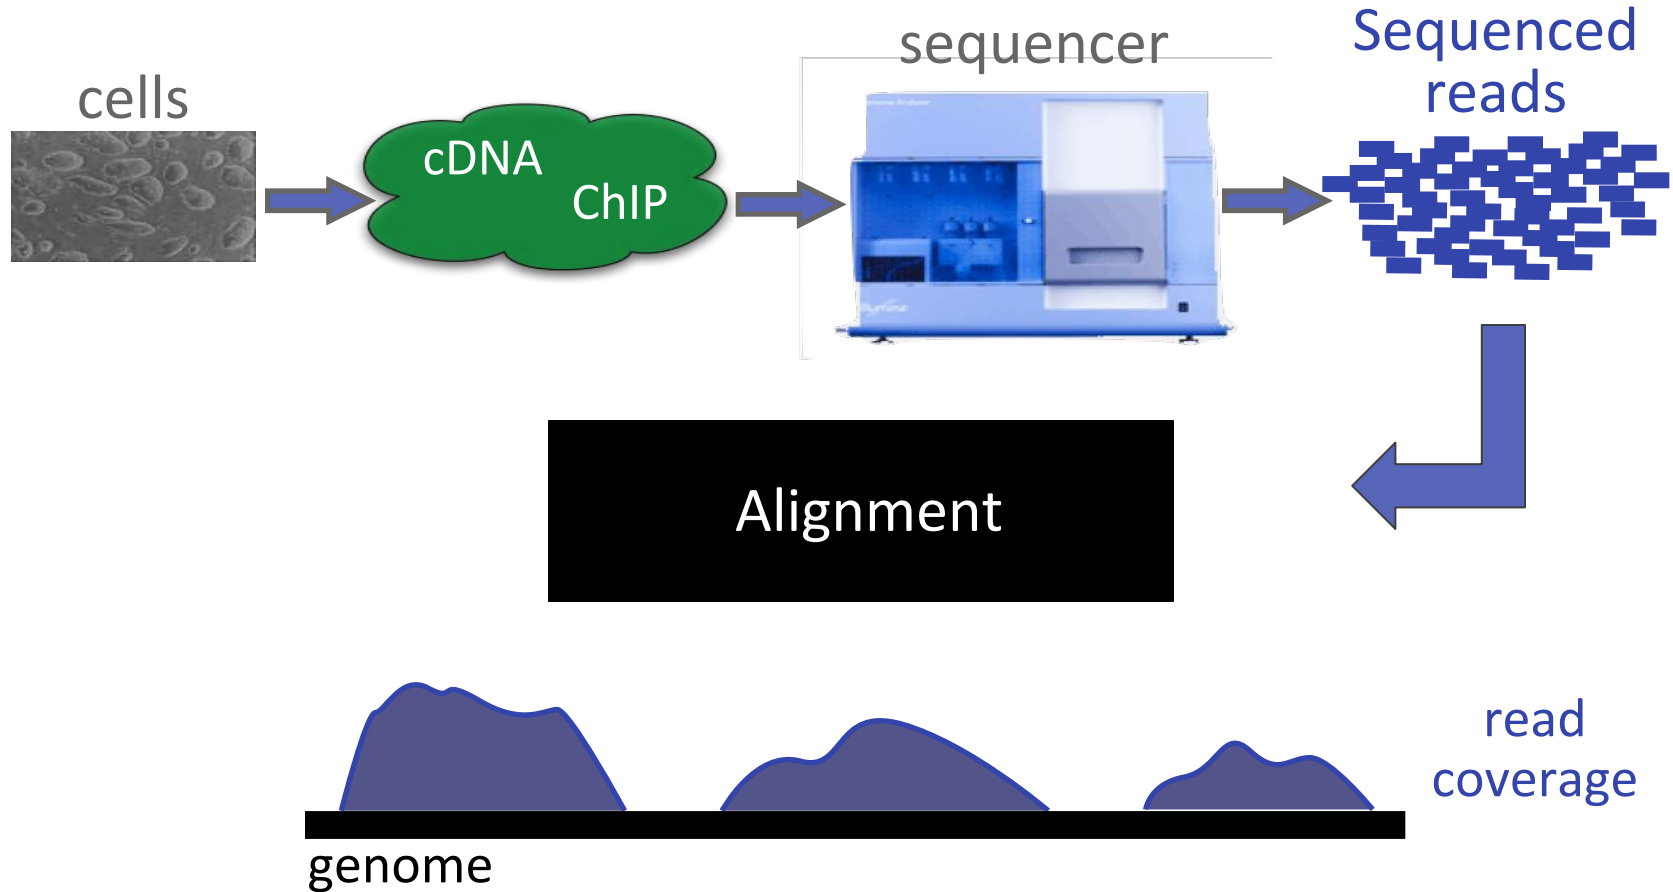 cells
cDNA
ChIP
sequencer
Sequenced
reads
Alignment
read
coverage
genome